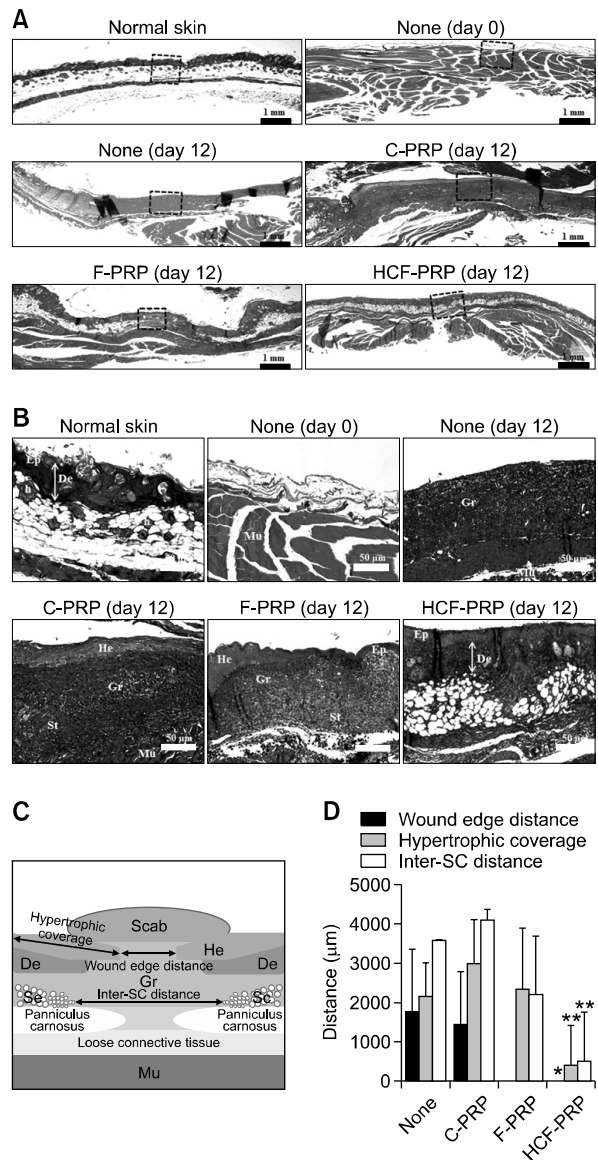 A
Normal skin
None (day 0)
1 mm
1 mm
None (day 12)
C-PRP (day 12)
1 mm
1 mm
F-PRP (day 12)
HCF-PRP (day 12)
1 mm
1 mm
B
Normal skin
None (day 0)
None (day 12)
Ep
De
h
h
Mu
50 µm
Gr
50 µm
Mu
C-PRP (day 12)
F-PRP (day 12)
HCF-PRP (day 12)
He
Gr
St
50 µm
Mu
He
Ep
Gr
St
Ep
De
50 µm
C
Hypertrophic
coverage
Scab
He
De
Wound edge distance
De
Gr
Sc
Inter-SC distance
Sc
Panniculus
carnosus
Panniculus
carnosus
Loose connective tissue
Mu
D
Wound edge distance
Hypertrophic coverage
Inter-SC distance
Distance (µm)
5000
4000
3000
2000
1000
0
*
**
**
None
C-PRP
F-PRP
HCF-PRP